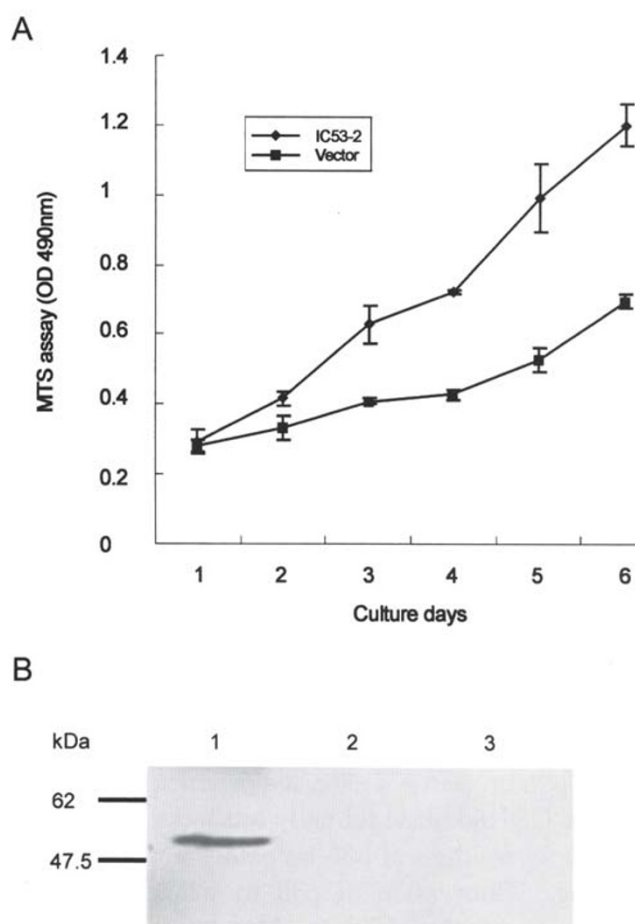 A
1.4
1.2
1
0.8
0.6
0.4
0.2
0
MTS assay (OD 490nm)
IC53-2
Vector
1 2 3 4 5 6
Culture days
B
kDa 1 2 3
62
47.5